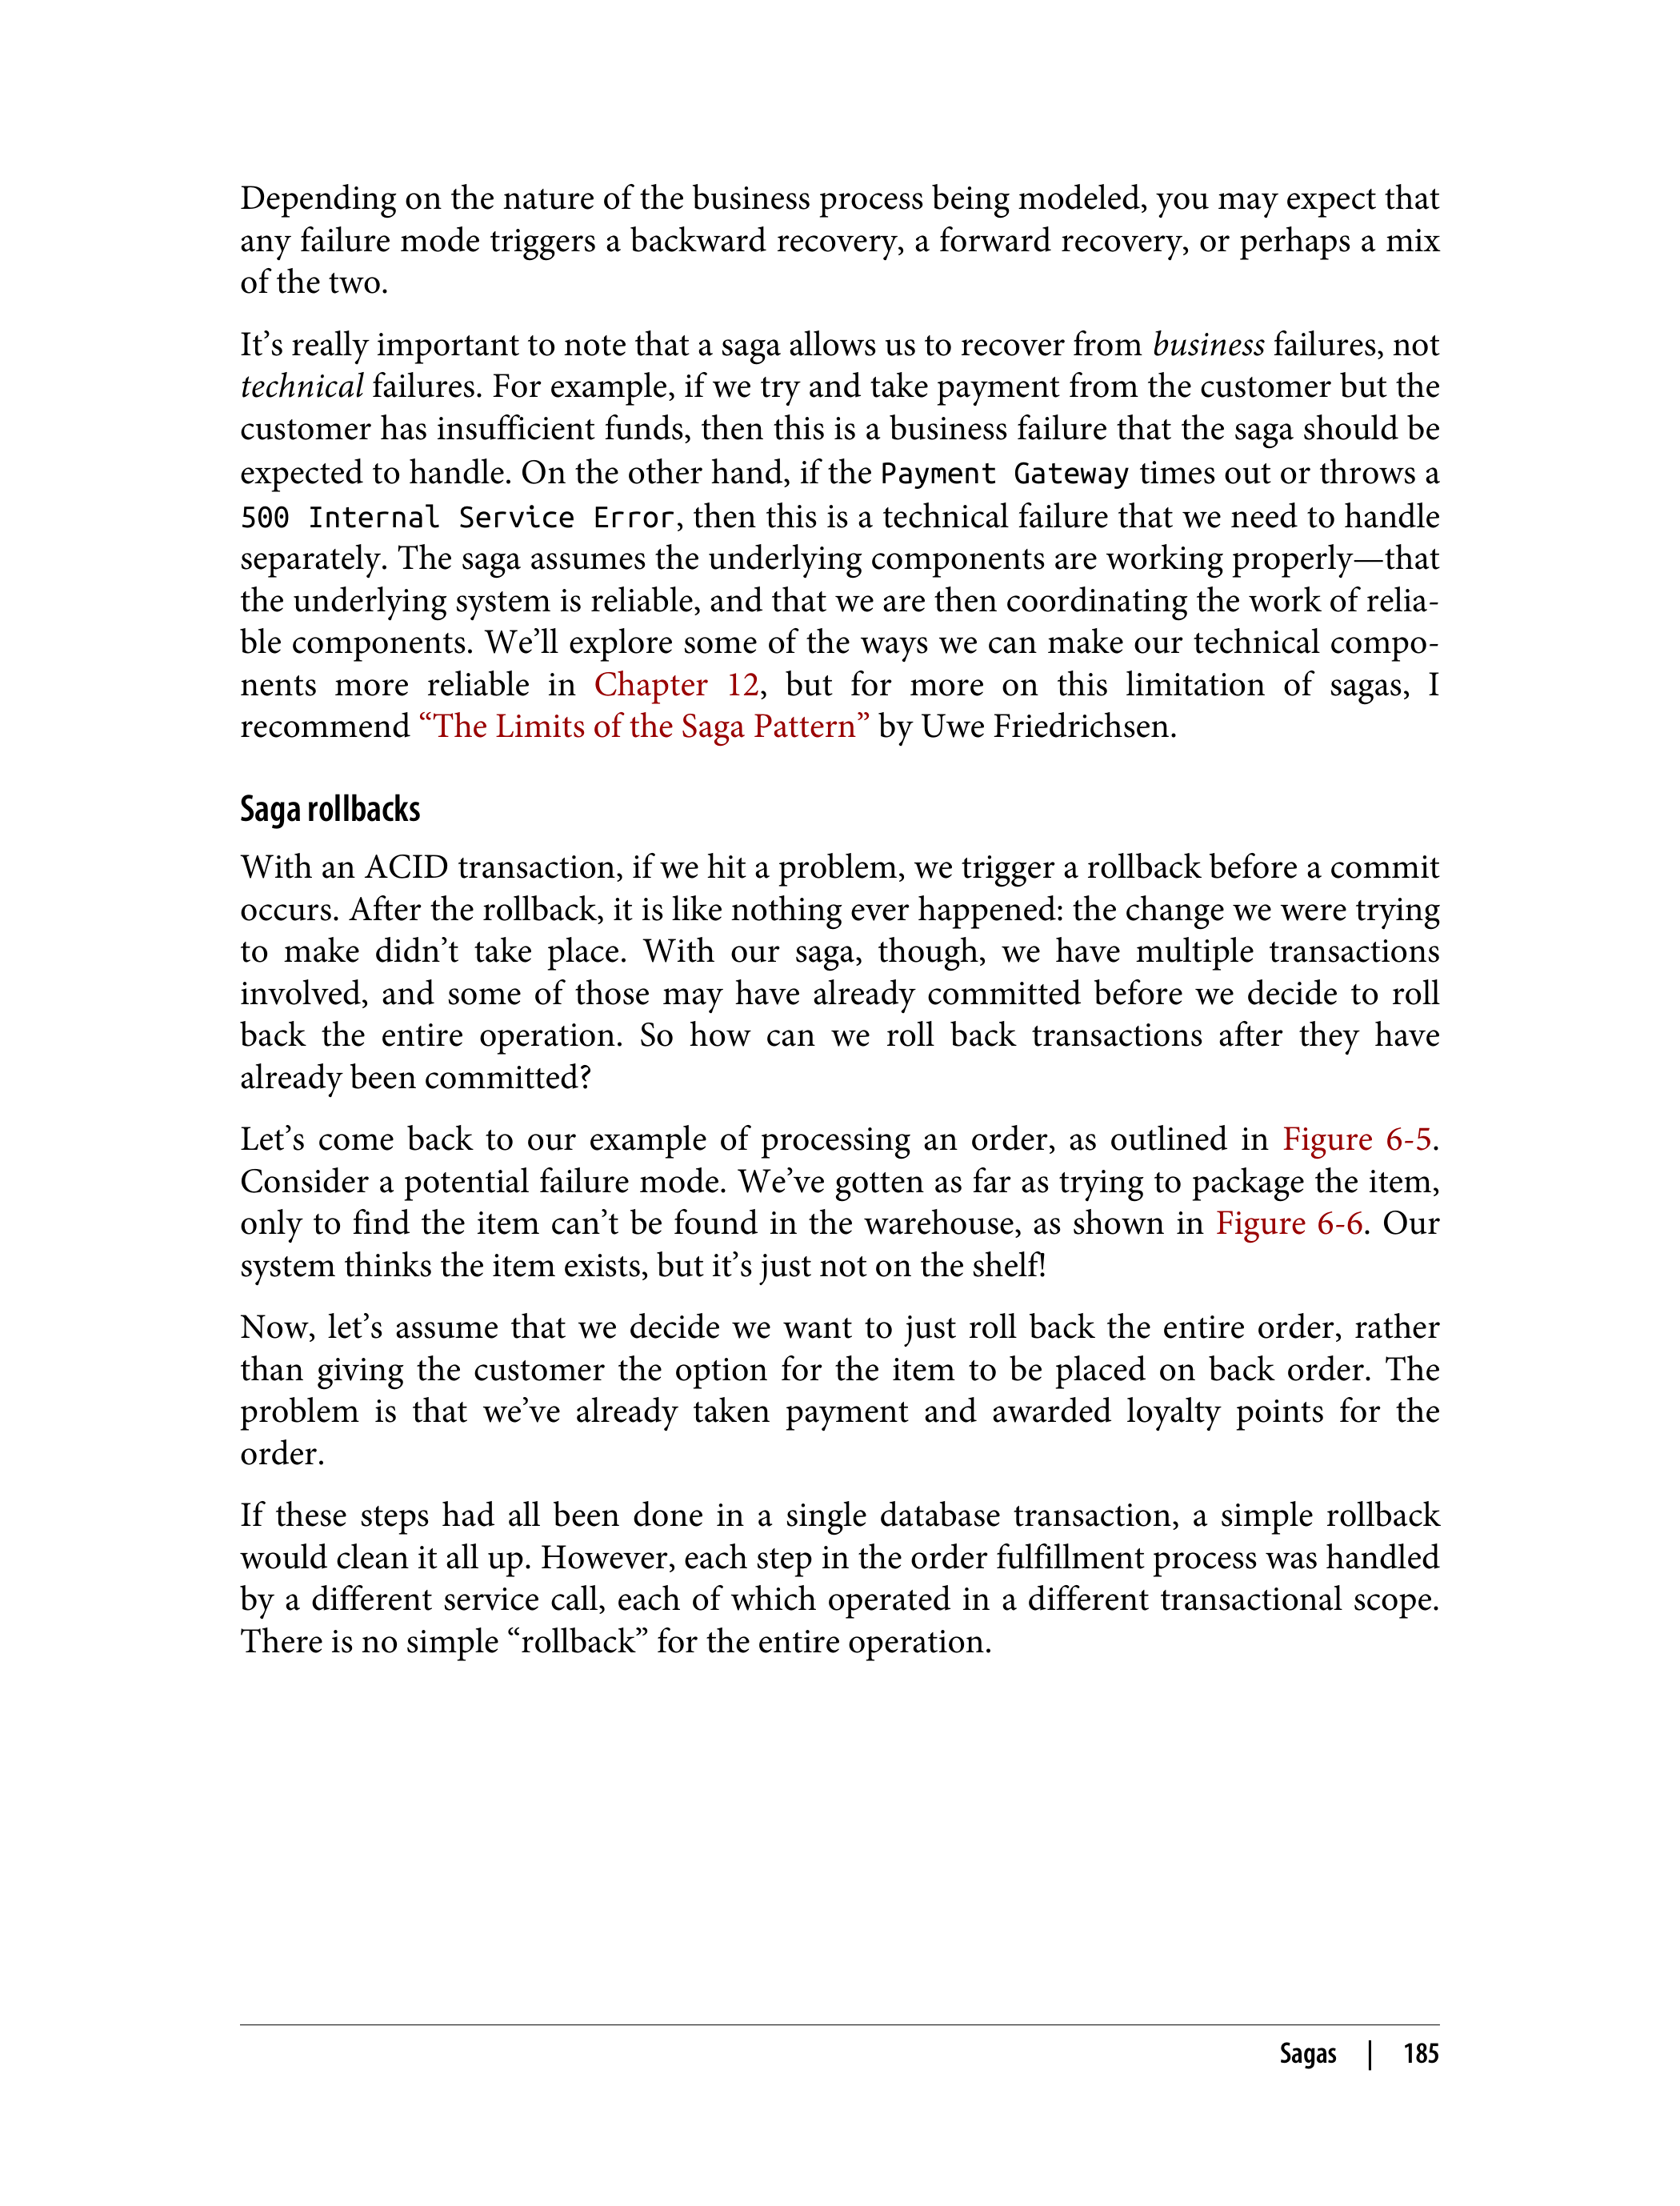 Depending on the nature of the business process being modeled, you may expect that
any failure mode triggers a backward recovery, a forward recovery, or perhaps a mix
of the two.
It’s really important to note that a saga allows us to recover from business failures, not
technical failures. For example, if we try and take payment from the customer but the
customer has insufficient funds, then this is a business failure that the saga should be
expected to handle. On the other hand, if the Payment Gateway times out or throws a
500 Internal Service Error, then this is a technical failure that we need to handle
separately. The saga assumes the underlying components are working properly—that
the underlying system is reliable, and that we are then coordinating the work of relia-
ble components. We’ll explore some of the ways we can make our technical compo-
nents more reliable in Chapter 12, but for more on this limitation of sagas, I
recommend “The Limits of the Saga Pattern” by Uwe Friedrichsen.
Saga rollbacks
With an ACID transaction, if we hit a problem, we trigger a rollback before a commit
occurs. After the rollback, it is like nothing ever happened: the change we were trying
to make didn’t take place. With our saga, though, we have multiple transactions
involved, and some of those may have already committed before we decide to roll
back the entire operation. So how can we roll back transactions after they have
already been committed?
Let’s come back to our example of processing an order, as outlined in Figure 6-5.
Consider a potential failure mode. We’ve gotten as far as trying to package the item,
only to find the item can’t be found in the warehouse, as shown in Figure 6-6. Our
system thinks the item exists, but it’s just not on the shelf!
Now, let’s assume that we decide we want to just roll back the entire order, rather
than giving the customer the option for the item to be placed on back order. The
problem is that we’ve already taken payment and awarded loyalty points for the
order.
If these steps had all been done in a single database transaction, a simple rollback
would clean it all up. However, each step in the order fulfillment process was handled
by a different service call, each of which operated in a different transactional scope.
There is no simple “rollback” for the entire operation.
Sagas | 185